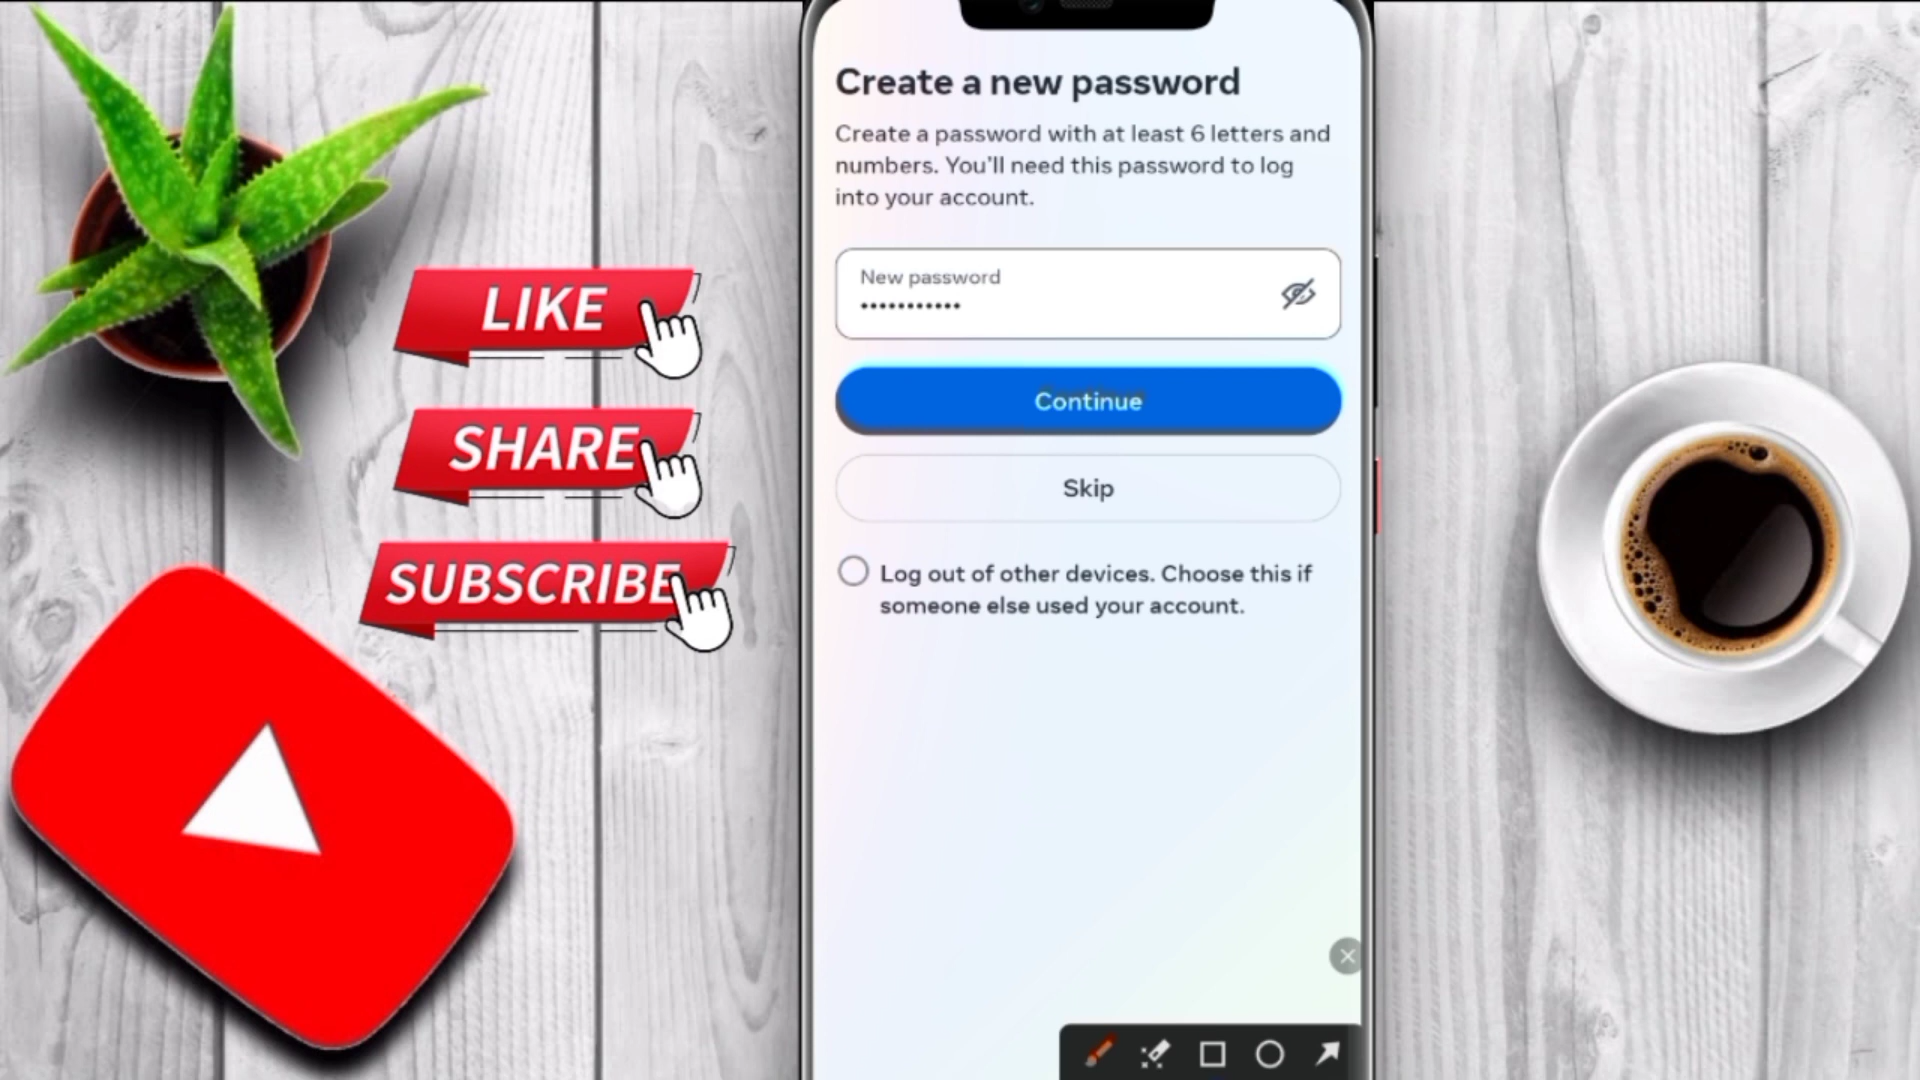 LIKE
SHARE
SUBSCRIBE
Create a new password
Create a password with at least 6 letters and
numbers. You'll need this password to log
into your account.
New password
•••••••••••
Continue
Skip
Log out of other devices. Choose this if
someone else used your account.